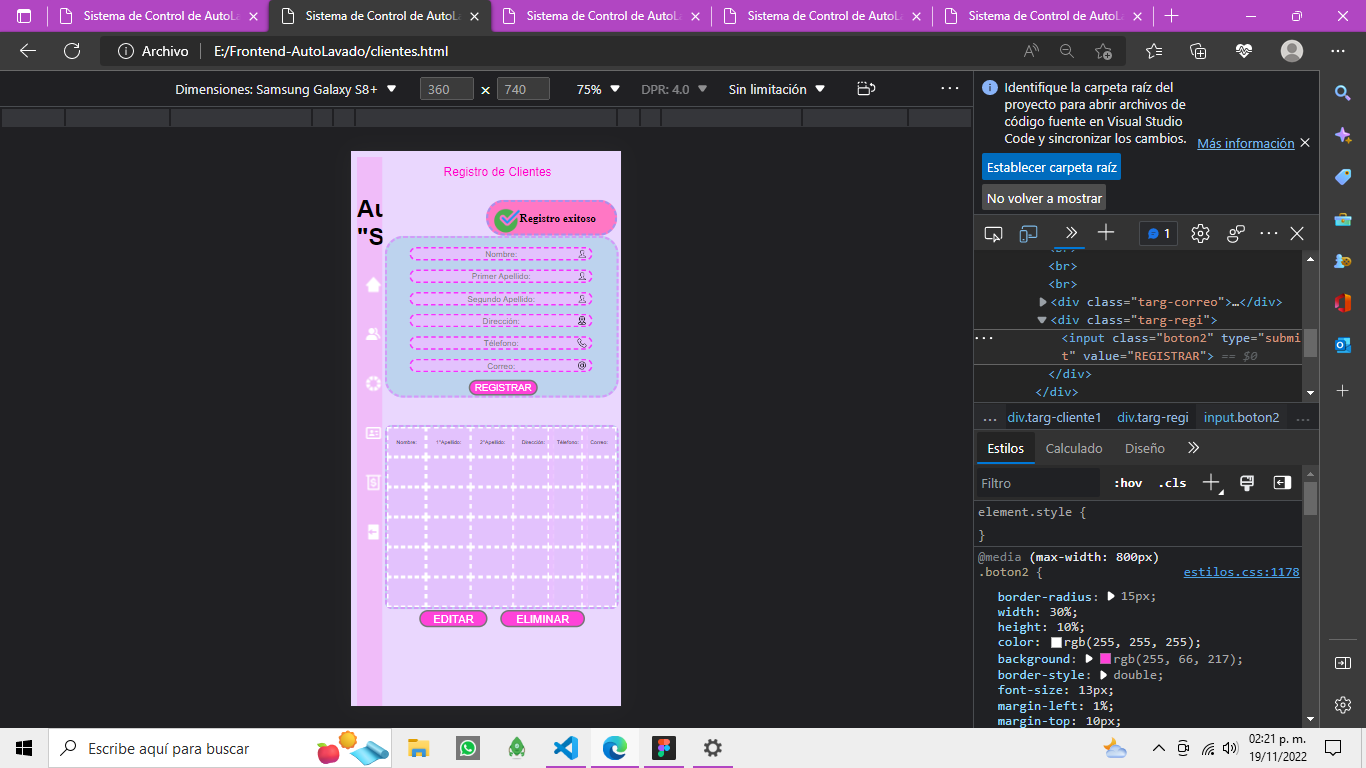 Sistema de Control de AutoLa
Sistema de Control de AutoLa
Sistema de Control de AutoLa
Sistema de Control de AutoLa
Sistema de Control de AutoLa
Archivo
E:/Frontend-AutoLavado/clientes.html
Dimensiones: Samsung Galaxy S8+
360
×
740
75%
DPR: 4.0
Sin limitación
Registro de Clientes
Au
"S
Registro exitoso
Nombre:
Primer Apellido:
Segundo Apellido:
Dirección:
Télefono:
Correo:
REGISTRAR
Nombre: 1°Apellido: 2°Apellido: Dirección: Télefono: Correo:
EDITAR
ELIMINAR
Identifique la carpeta raíz del
proyecto para abrir archivos de
código fuente en Visual Studio
Code y sincronizar los cambios.
Más información
Establecer carpeta raíz
No volver a mostrar
1
<br>
<br>
<div class="targ-correo">…</div>
<div class="targ-regi">
<input class="boton2" type="submi
t" value="REGISTRAR"> == $0
</div>
</div>
... div.targ-cliente1 div.targ-regi input.boton2 ...
Estilos Calculado Diseño
Filtro
:hov .cls
element.style {
}
@media (max-width: 800px)
.boton2 { estilos.css:1178
border-radius: 15px;
width: 30%;
height: 10%;
color: rgb(255, 255, 255);
background: rgb(255, 66, 217);
border-style: double;
font-size: 13px;
margin-left: 1%;
margin-top: 10px;
Escribe aquí para buscar
02:21 p. m.
19/11/2022